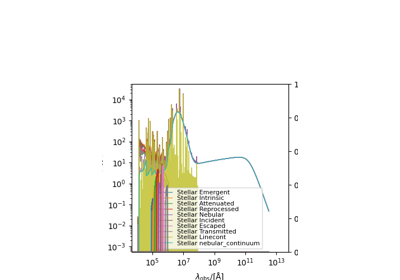 10⁴
10³
10²
10¹
10⁰
10⁻¹
10⁻²
10⁻³
Stellar Emergent
Stellar Intrinsic
Stellar Attenuated
Stellar Reprocessed
Stellar Nebular
Stellar Incident
Stellar Escaped
Stellar Transmitted
Stellar Linecont
Stellar nebular_continuum
10⁵ 10⁷ 10⁹ 10¹¹ 10¹³
λ_obs/[Å]